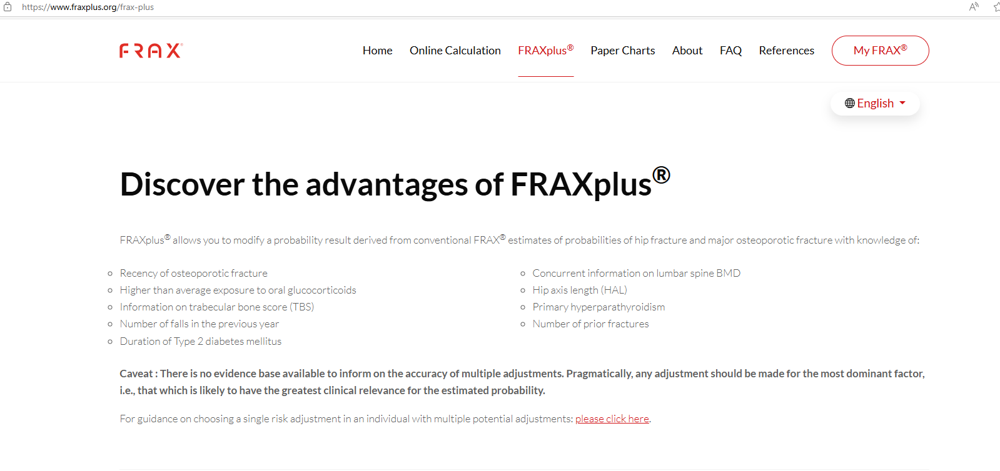 https://www.fraxplus.org/frax-plus
FRAX®
Home Online Calculation FRAXplus® Paper Charts About FAQ References My FRAX®
English
Discover the advantages of FRAXplus®
FRAXplus® allows you to modify a probability result derived from conventional FRAX® estimates of probabilities of hip fracture and major osteoporotic fracture with knowledge of:
Recency of osteoporotic fracture
Higher than average exposure to oral glucocorticoids
Information on trabecular bone score (TBS)
Number of falls in the previous year
Duration of Type 2 diabetes mellitus
Concurrent information on lumbar spine BMD
Hip axis length (HAL)
Primary hyperparathyroidism
Number of prior fractures
Caveat : There is no evidence base available to inform on the accuracy of multiple adjustments. Pragmatically, any adjustment should be made for the most dominant factor,
i.e., that which is likely to have the greatest clinical relevance for the estimated probability.
For guidance on choosing a single risk adjustment in an individual with multiple potential adjustments: please click here.